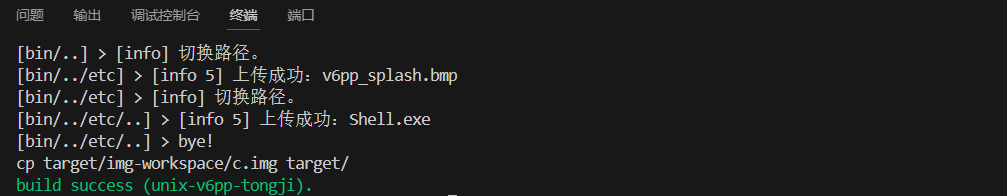 问题 输出 调试控制台 终端 端口
[bin/..] > [info] 切换路径。
[bin/../etc] > [info 5] 上传成功: v6pp_splash.bmp
[bin/../etc] > [info] 切换路径。
[bin/../etc/..] > [info 5] 上传成功: Shell.exe
[bin/../etc/..] > bye!
cp target/img-workspace/c.img target/
build success (unix-v6pp-tongji).